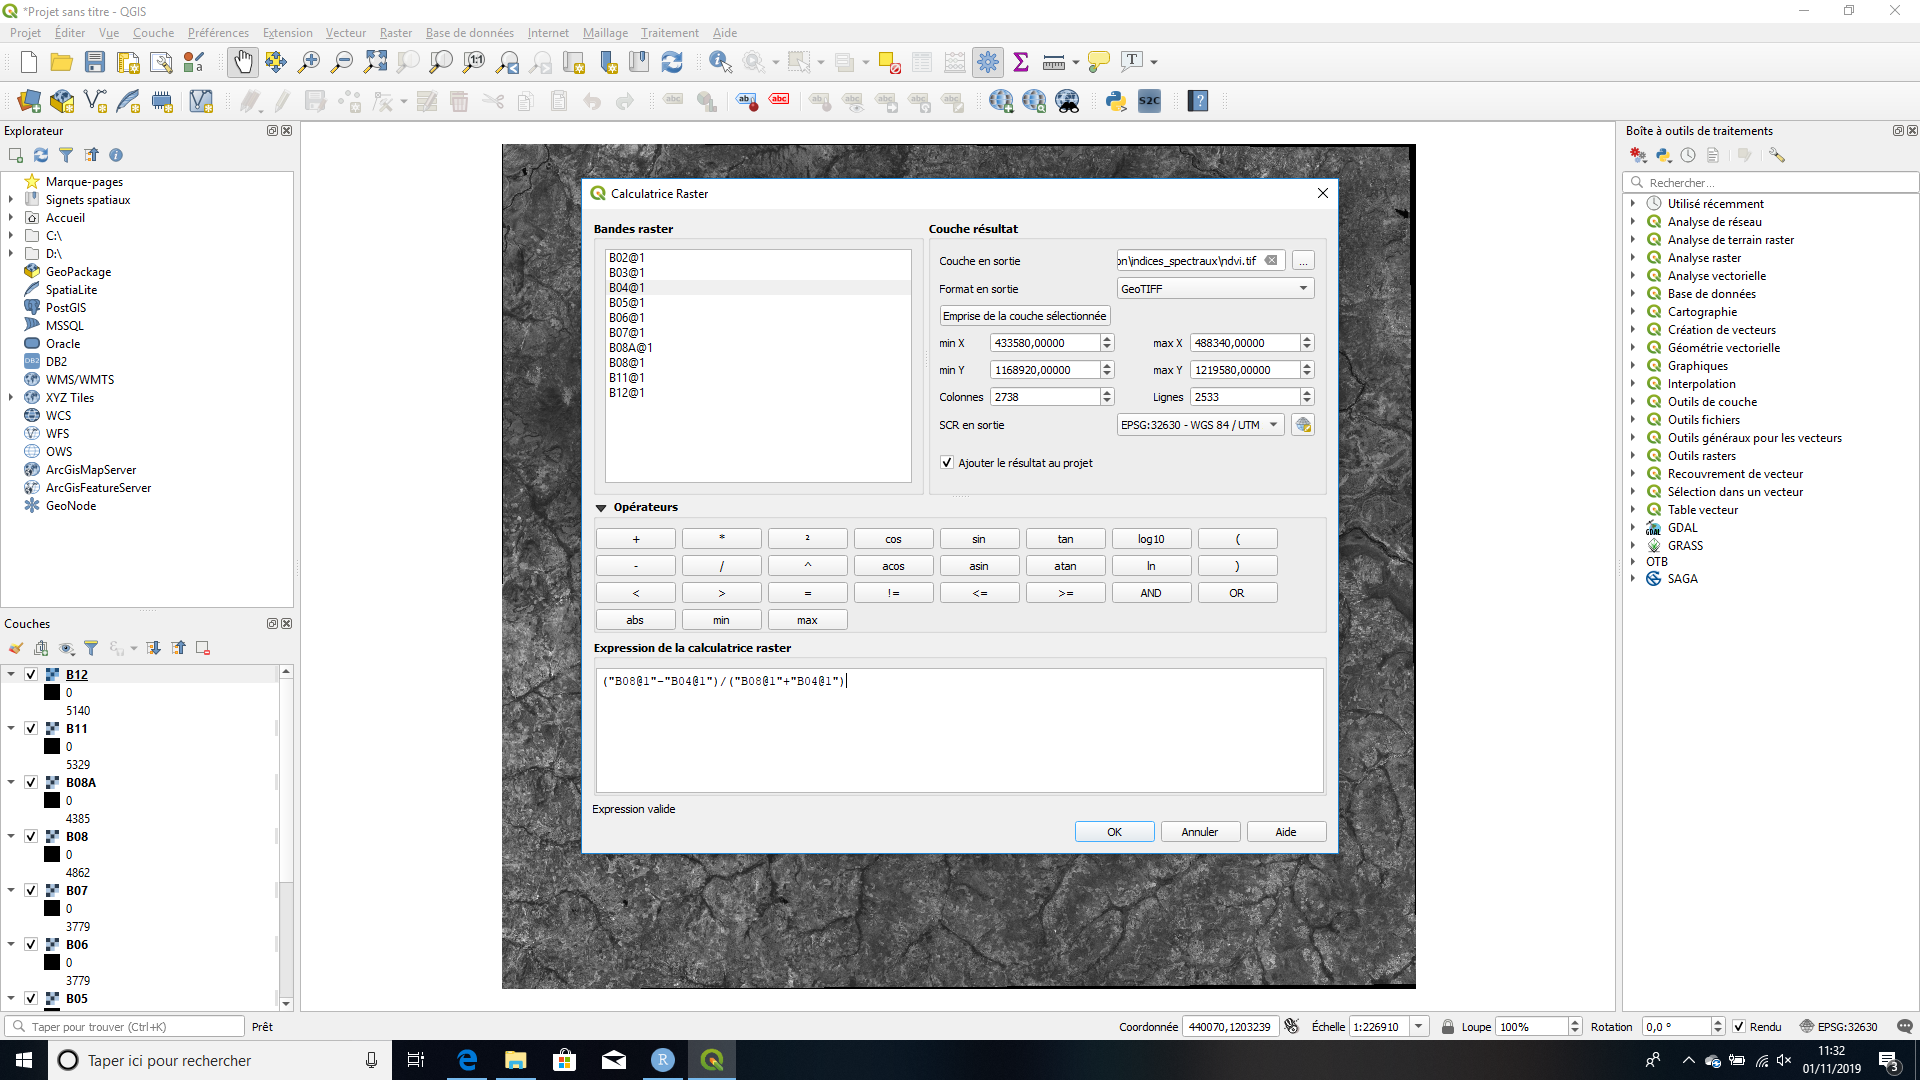 *Projet sans titre - QGIS
Projet Éditer Vue Couche Préférences Extension Vecteur Raster Base de données Internet Maillage Traitement Aide
S2C
Explorateur
Marque-pages
Signets spatiaux
Accueil
C:\
D:\
GeoPackage
SpatiaLite
PostGIS
MSSQL
Oracle
DB2
WMS/WMTS
XYZ Tiles
WCS
WFS
OWS
ArcGisMapServer
ArcGisFeatureServer
GeoNode
Couches
B12
0
5140
B11
0
5329
B08A
0
4385
B08
0
4862
B07
0
3779
B06
0
3779
B05
Calculatrice Raster
Bandes raster
B02@1
B03@1
B04@1
B05@1
B06@1
B07@1
B08A@1
B08@1
B11@1
B12@1
Couche résultat
Couche en sortie on\indices_spectraux\ndvi.tif ...
Format en sortie GeoTIFF
Emprise de la couche sélectionnée
min X 433580,00000 max X 488340,00000
min Y 1168920,00000 max Y 1219580,00000
Colonnes 2738 Lignes 2533
SCR en sortie EPSG:32630 - WGS 84 / UTM
Ajouter le résultat au projet
Opérateurs
+ * ² cos sin tan log10 (
- / ^ acos asin atan ln )
< > = != <= >= AND OR
abs min max
Expression de la calculatrice raster
("B08@1"-"B04@1")/("B08@1"+"B04@1")
Expression valide
OK Annuler Aide
Boîte à outils de traitements
Rechercher...
Utilisé récemment
Analyse de réseau
Analyse de terrain raster
Analyse raster
Analyse vectorielle
Base de données
Cartographie
Création de vecteurs
Géométrie vectorielle
Graphiques
Interpolation
Outils de couche
Outils fichiers
Outils généraux pour les vecteurs
Outils rasters
Recouvrement de vecteur
Sélection dans un vecteur
Table vecteur
GDAL
GRASS
OTB
SAGA
Taper pour trouver (Ctrl+K) Prêt Coordonnée 440070,1203239 Échelle 1:226910 Loupe 100% Rotation 0,0 ° Rendu EPSG:32630
Taper ici pour rechercher
11:32
01/11/2019
3